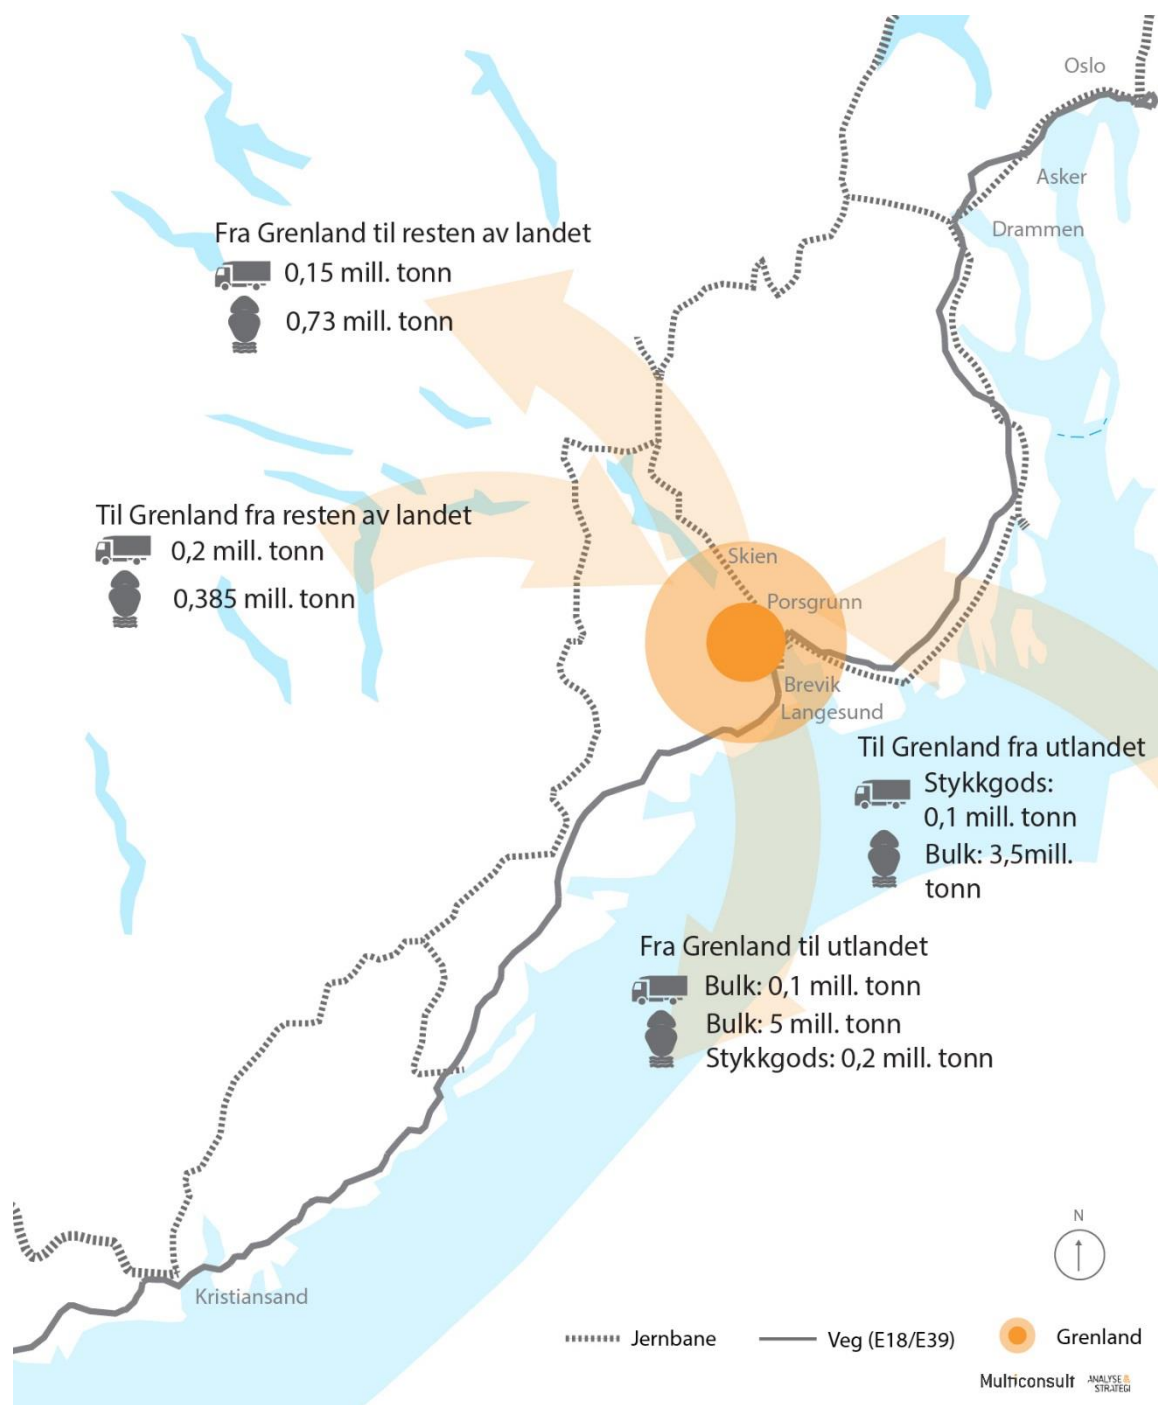 Oslo
Asker
Drammen
Fra Grenland til resten av landet
0,15 mill. tonn
0,73 mill. tonn
Til Grenland fra resten av landet
0,2 mill. tonn
0,385 mill. tonn
Skien
Porsgrunn
Brevik
Langesund
Til Grenland fra utlandet
Stykkgods:
0,1 mill. tonn
Bulk: 3,5mill.
tonn
Fra Grenland til utlandet
Bulk: 0,1 mill. tonn
Bulk: 5 mill. tonn
Stykkgods: 0,2 mill. tonn
Kristiansand
N
Jernbane
Veg (E18/E39)
Grenland
Multiconsult
ANALYSE &
STRATEGI